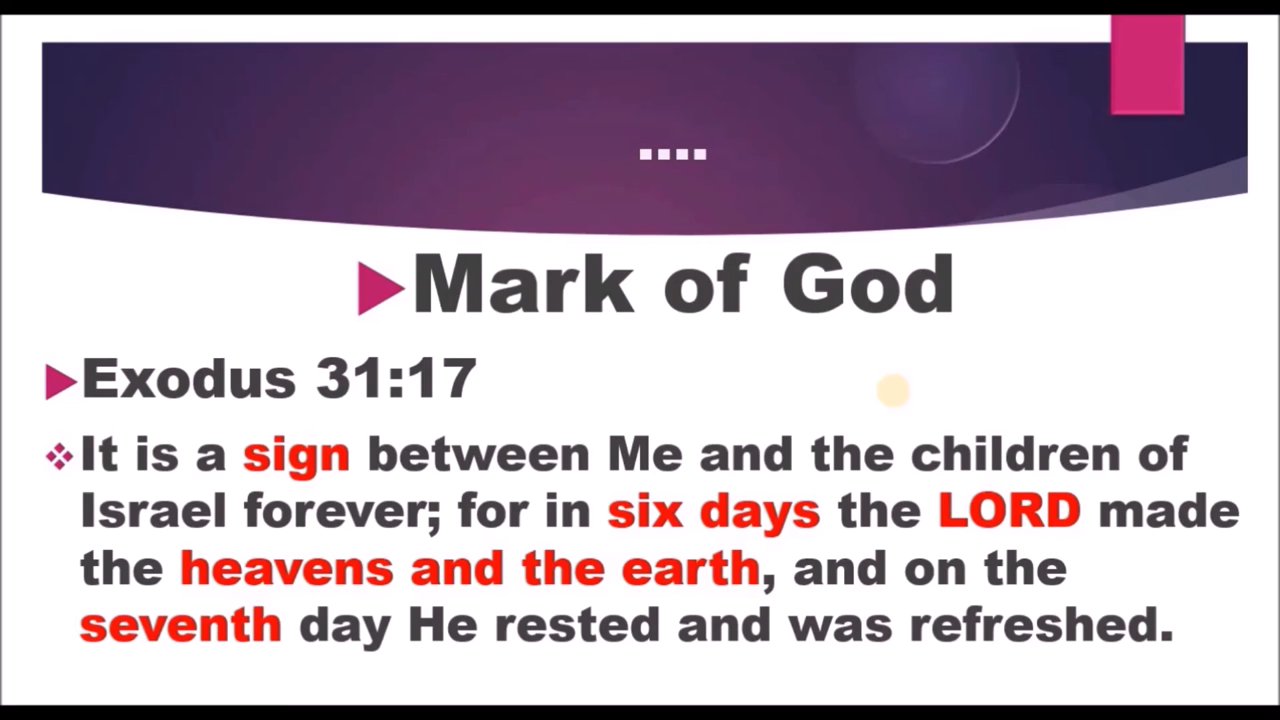 ....
Mark of God
Exodus 31:17
It is a sign between Me and the children of
Israel forever; for in six days the LORD made
the heavens and the earth, and on the
seventh day He rested and was refreshed.